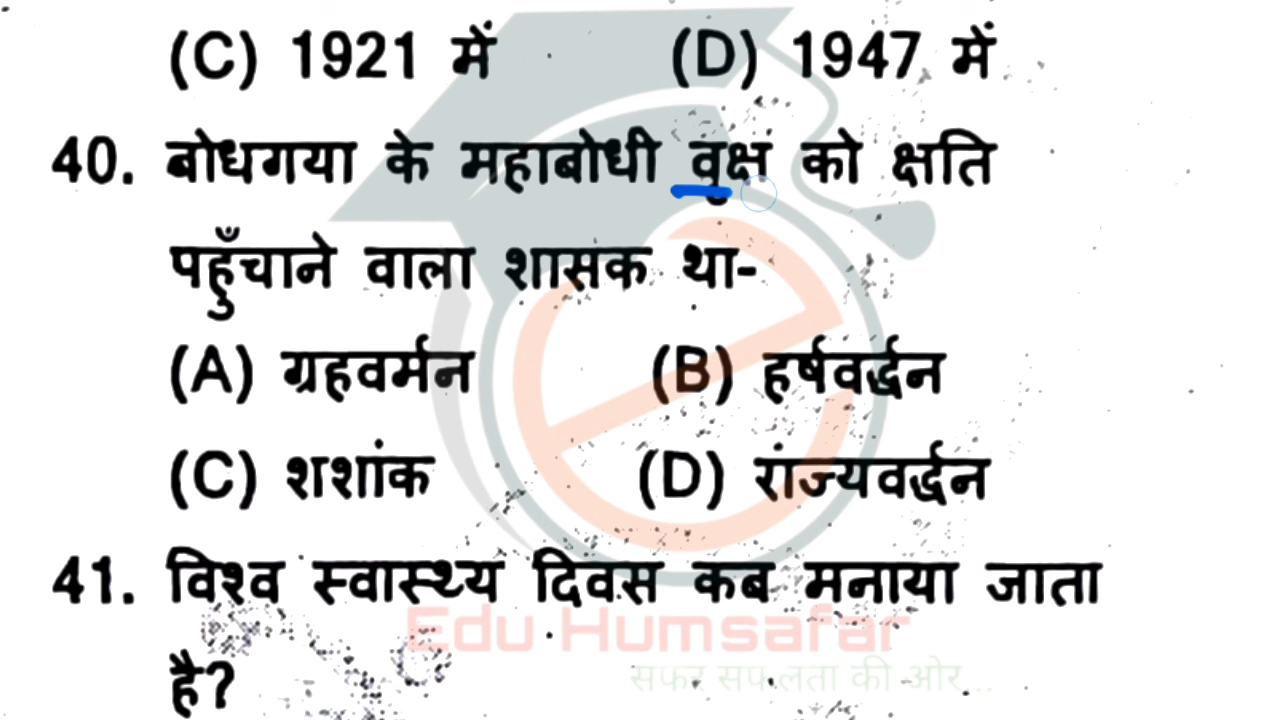 (C) 1921 में (D) 1947 में
40. बोधगया के महाबोधी वृक्ष को क्षति
पहुँचाने वाला शासक था-
(A) ग्रहवर्मन (B) हर्षवर्द्धन
(C) शशांक (D) राज्यवर्द्धन
41. विश्व स्वास्थ्य दिवस कब मनाया जाता
Edu Humsafar
है?
सफर सफलता की ओर...